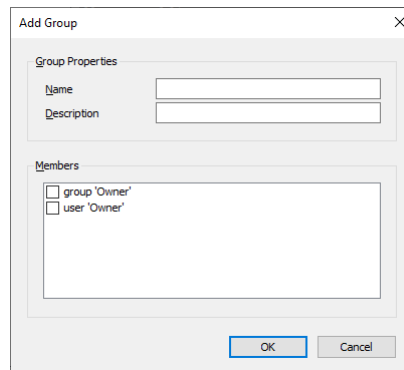 Add Group
Group Properties
Name
Description
Members
group 'Owner'
user 'Owner'
OK
Cancel